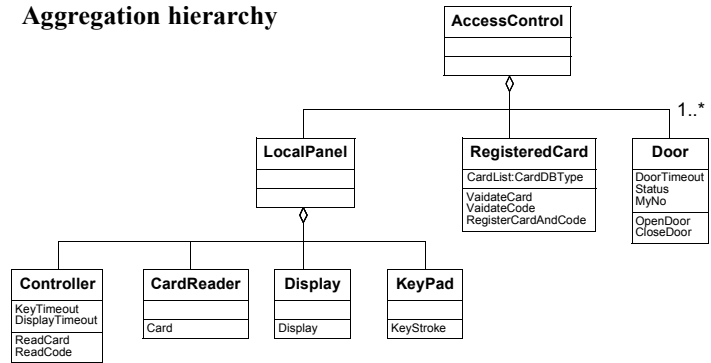 Aggregation hierarchy
AccessControl
1..*
LocalPanel
RegisteredCard
CardList:CardDBType
VaidateCard
VaidateCode
RegisterCardAndCode
Door
DoorTimeout
Status
MyNo
OpenDoor
CloseDoor
Controller
KeyTimeout
DisplayTimeout
ReadCard
ReadCode
CardReader
Card
Display
Display
KeyPad
KeyStroke